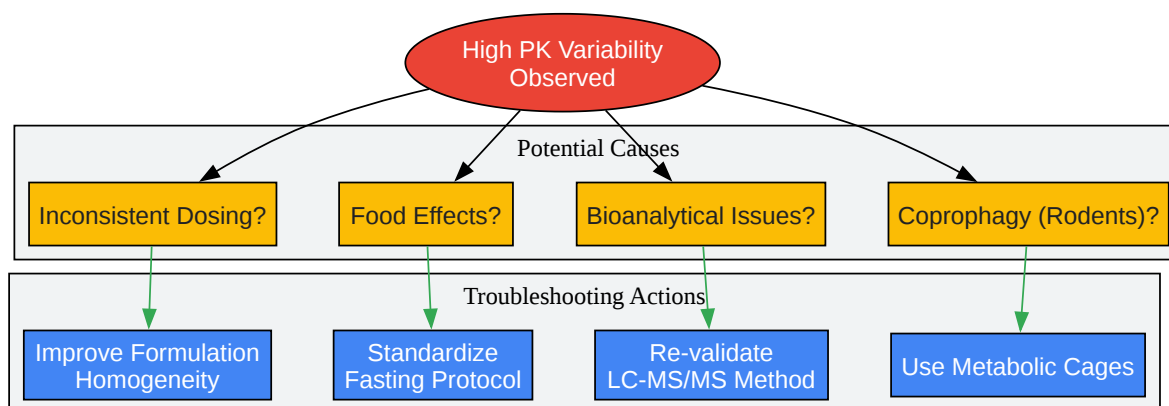 High PK Variability
Observed
Potential Causes
Inconsistent Dosing?
Food Effects?
Bioanalytical Issues?
Coprophagy (Rodents)?
Troubleshooting Actions
Improve Formulation
Homogeneity
Standardize
Fasting Protocol
Re-validate
LC-MS/MS Method
Use Metabolic Cages